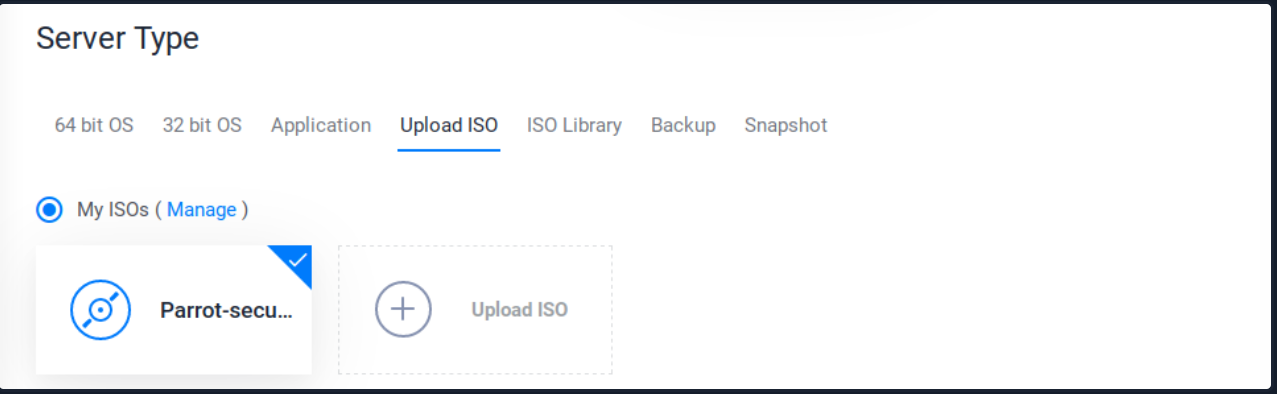 Server Type
64 bit OS 32 bit OS Application Upload ISO ISO Library Backup Snapshot
My ISOs ( Manage )
Parrot-secu... Upload ISO